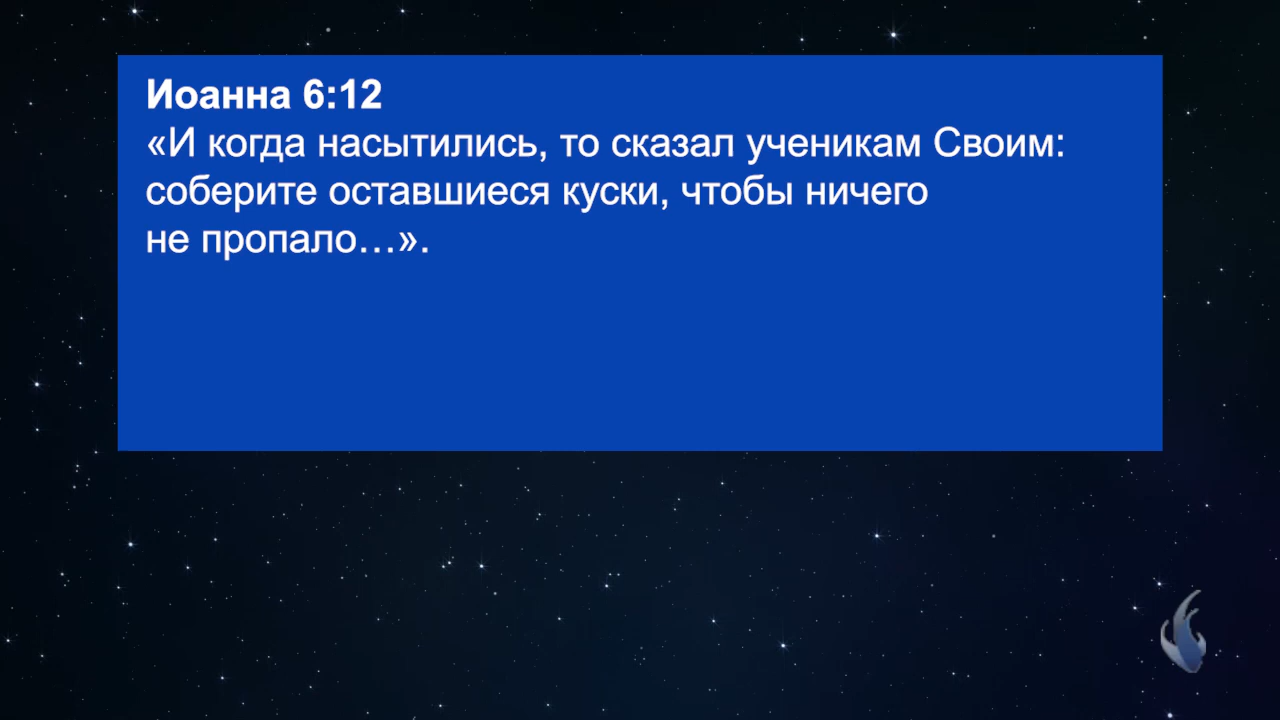 Иоанна 6:12
«И когда насытились, то сказал ученикам Своим:
соберите оставшиеся куски, чтобы ничего
не пропало…».